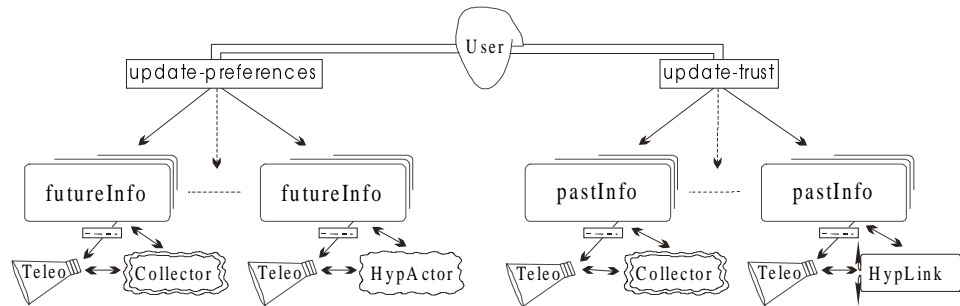 User
update-preferences
update-trust
futureInfo
futureInfo
pastInfo
pastInfo
Teleo
Collector
Teleo
HypActor
Teleo
Collector
Teleo
HypLink